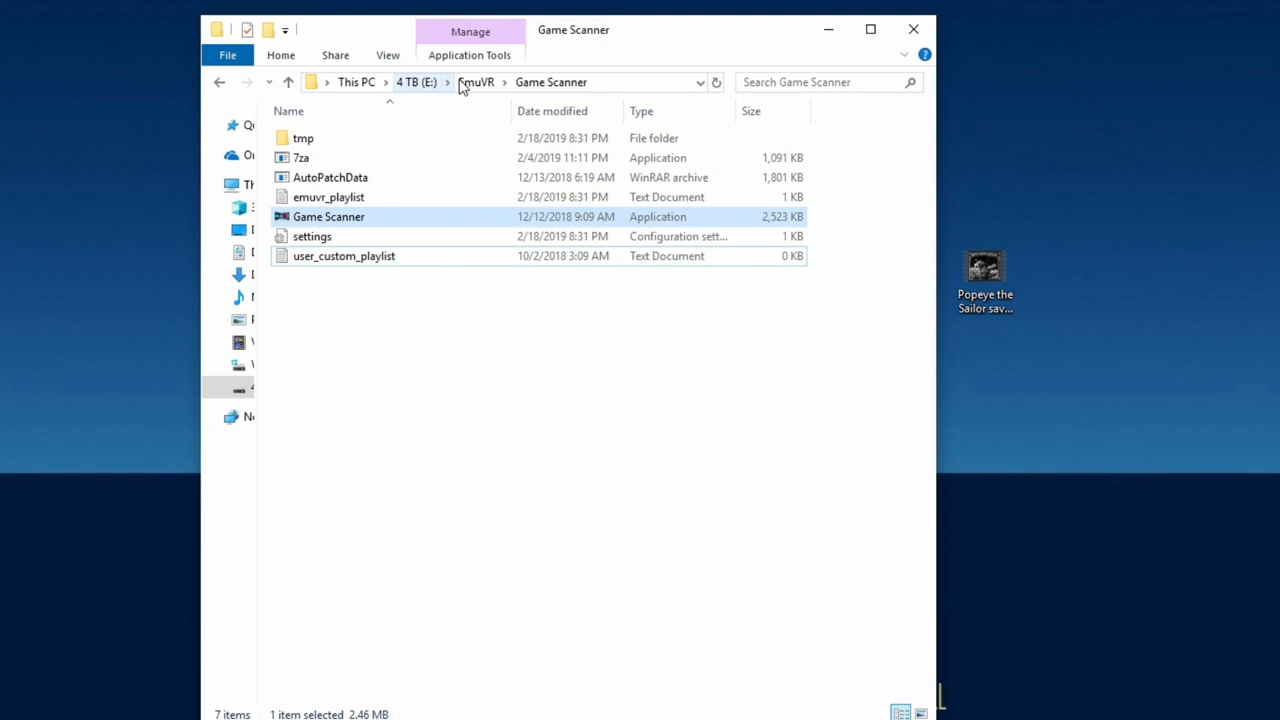 Manage
Game Scanner
File
Home
Share
View
Application Tools
This PC
4 TB (E:)
Game Scanner
Search Game Scanner
Name
Date modified
Type
Size
tmp
2/18/2019 8:31 PM
File folder
7za
2/4/2019 11:11 PM
Application
1,091 KB
AutoPatchData
12/13/2018 6:19 AM
WinRAR archive
1,801 KB
emuvr_playlist
2/18/2019 8:31 PM
Text Document
1 KB
Game Scanner
12/12/2018 9:09 AM
Application
2,523 KB
settings
2/18/2019 8:31 PM
Configuration sett...
1 KB
user_custom_playlist
10/2/2018 3:09 AM
Text Document
0 KB
Popeye the
Sailor sav...
7 items
1 item selected 2.46 MB